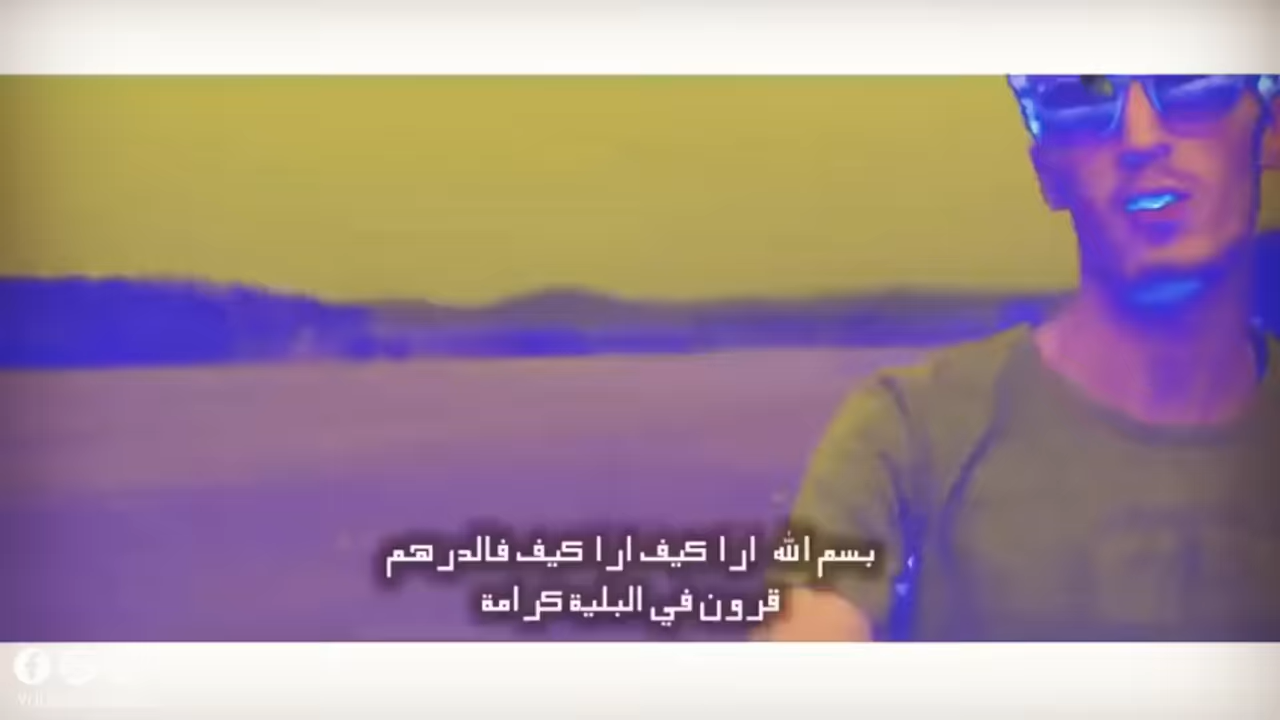 بسم الله ارا كيف ارا كيف فالدرهم
قرون في البلية كرامة